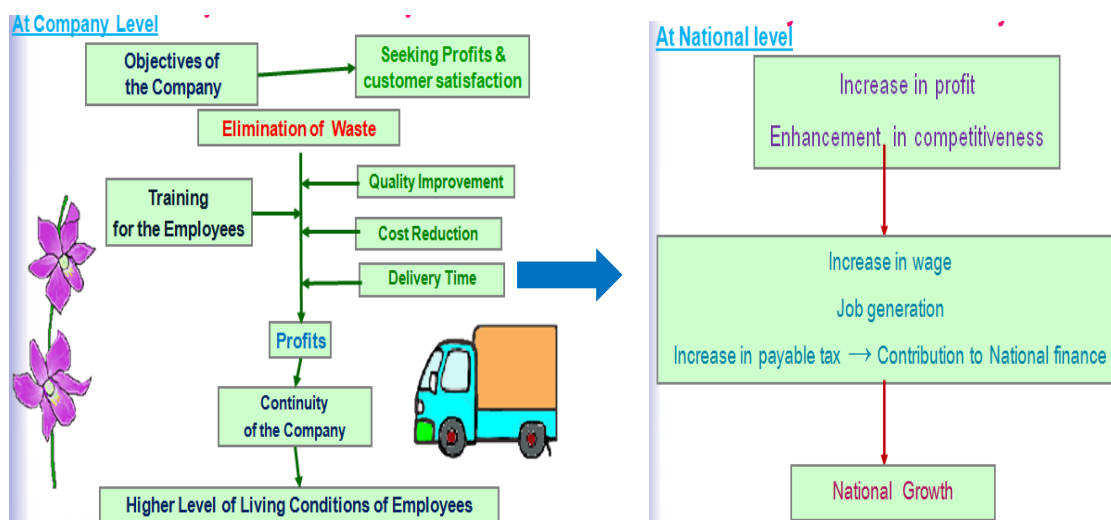 At Company Level
Objectives of
the Company
Seeking Profits &
customer satisfaction
Elimination of Waste
Quality Improvement
Training
for the Employees
Cost Reduction
Delivery Time
Profits
Continuity
of the Company
Higher Level of Living Conditions of Employees
At National level
Increase in profit
Enhancement in competitiveness
Increase in wage
Job generation
Increase in payable tax → Contribution to National finance
National Growth